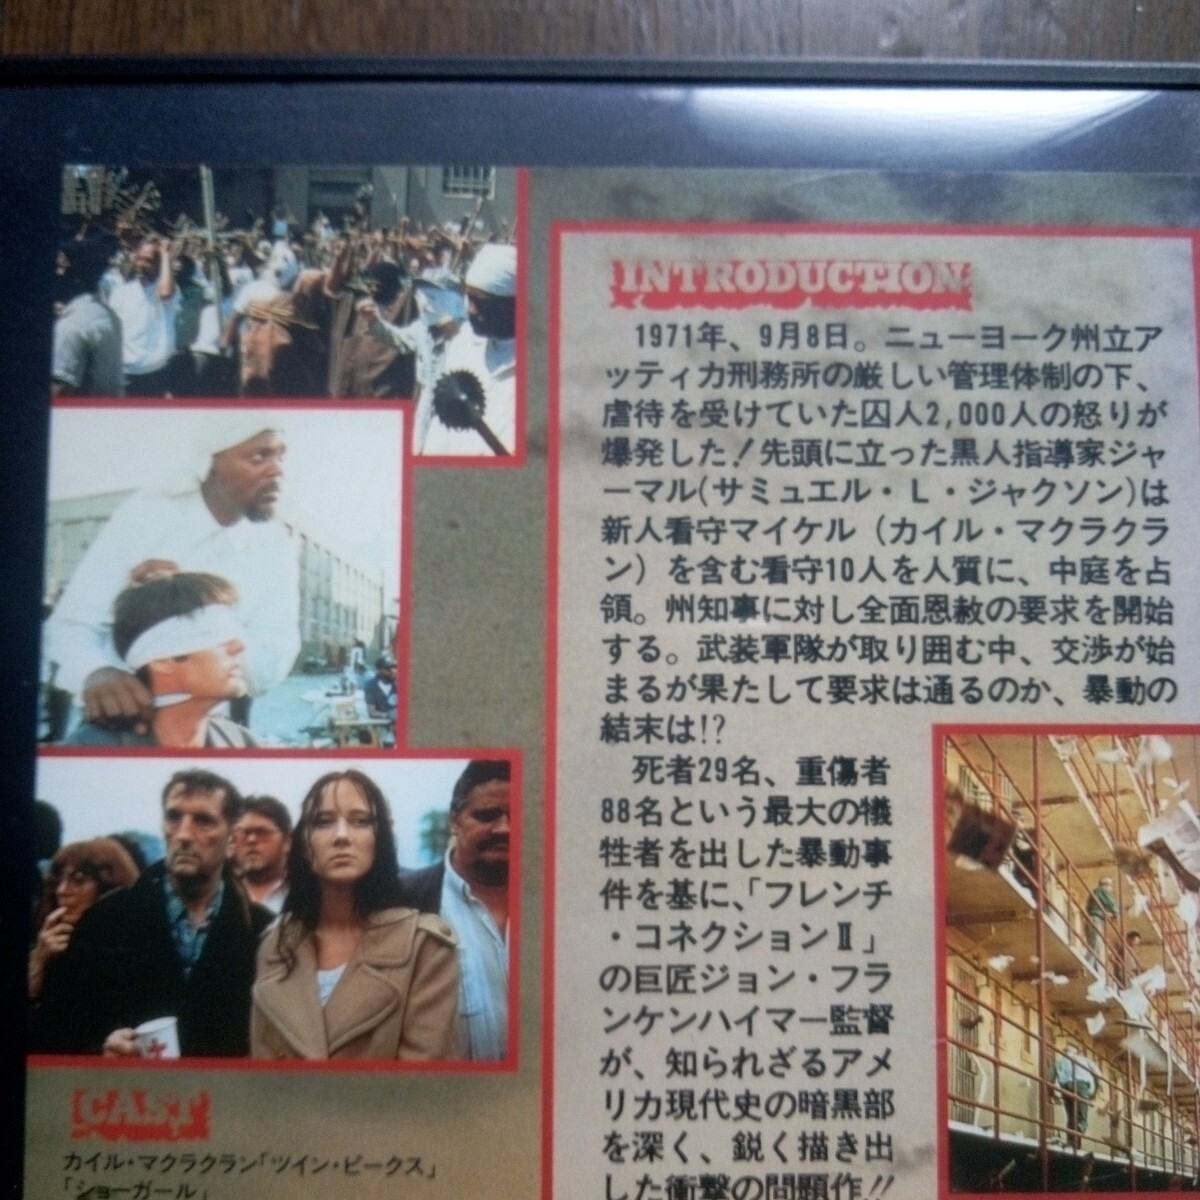 INTRODUCTION
1971年、9月8日。ニューヨーク州立ア
ッティカ刑務所の厳しい管理体制の下、
虐待を受けていた囚人2,000人の怒りが
爆発した！先頭に立った黒人指導家ジャ
ーマル(サミュエル・L・ジャクソン)は
新人看守マイケル（カイル・マクラクラ
ン）を含む看守10人を人質に、中庭を占
領。州知事に対し全面恩赦の要求を開始
する。武装軍隊が取り囲む中、交渉が始
まるが果たして要求は通るのか、暴動の
結末は!?
死者29名、重傷者
88名という最大の犠
牲者を出した暴動事
件を基に、「フレンチ
・コネクションⅡ」
の巨匠ジョン・フラ
ンケンハイマー監督
が、知られざるアメ
リカ現代史の暗黒部
を深く、鋭く描き出
した衝撃の問題作!!
CAST
カイル・マクラクラン「ツイン・ピークス」
「ショーガール」